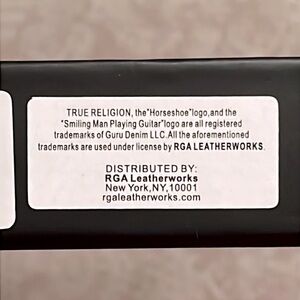 TRUE RELIGION, the"Horseshoe"logo,and the
"Smiling Man Playing Guitar"logo are all registered
trademarks of Guru Denim LLC.All the aforementioned
trademarks are used under license by RGA LEATHERWORKS.
DISTRIBUTED BY:
RGA Leatherworks
New York,NY,10001
rgaleatherworks.com